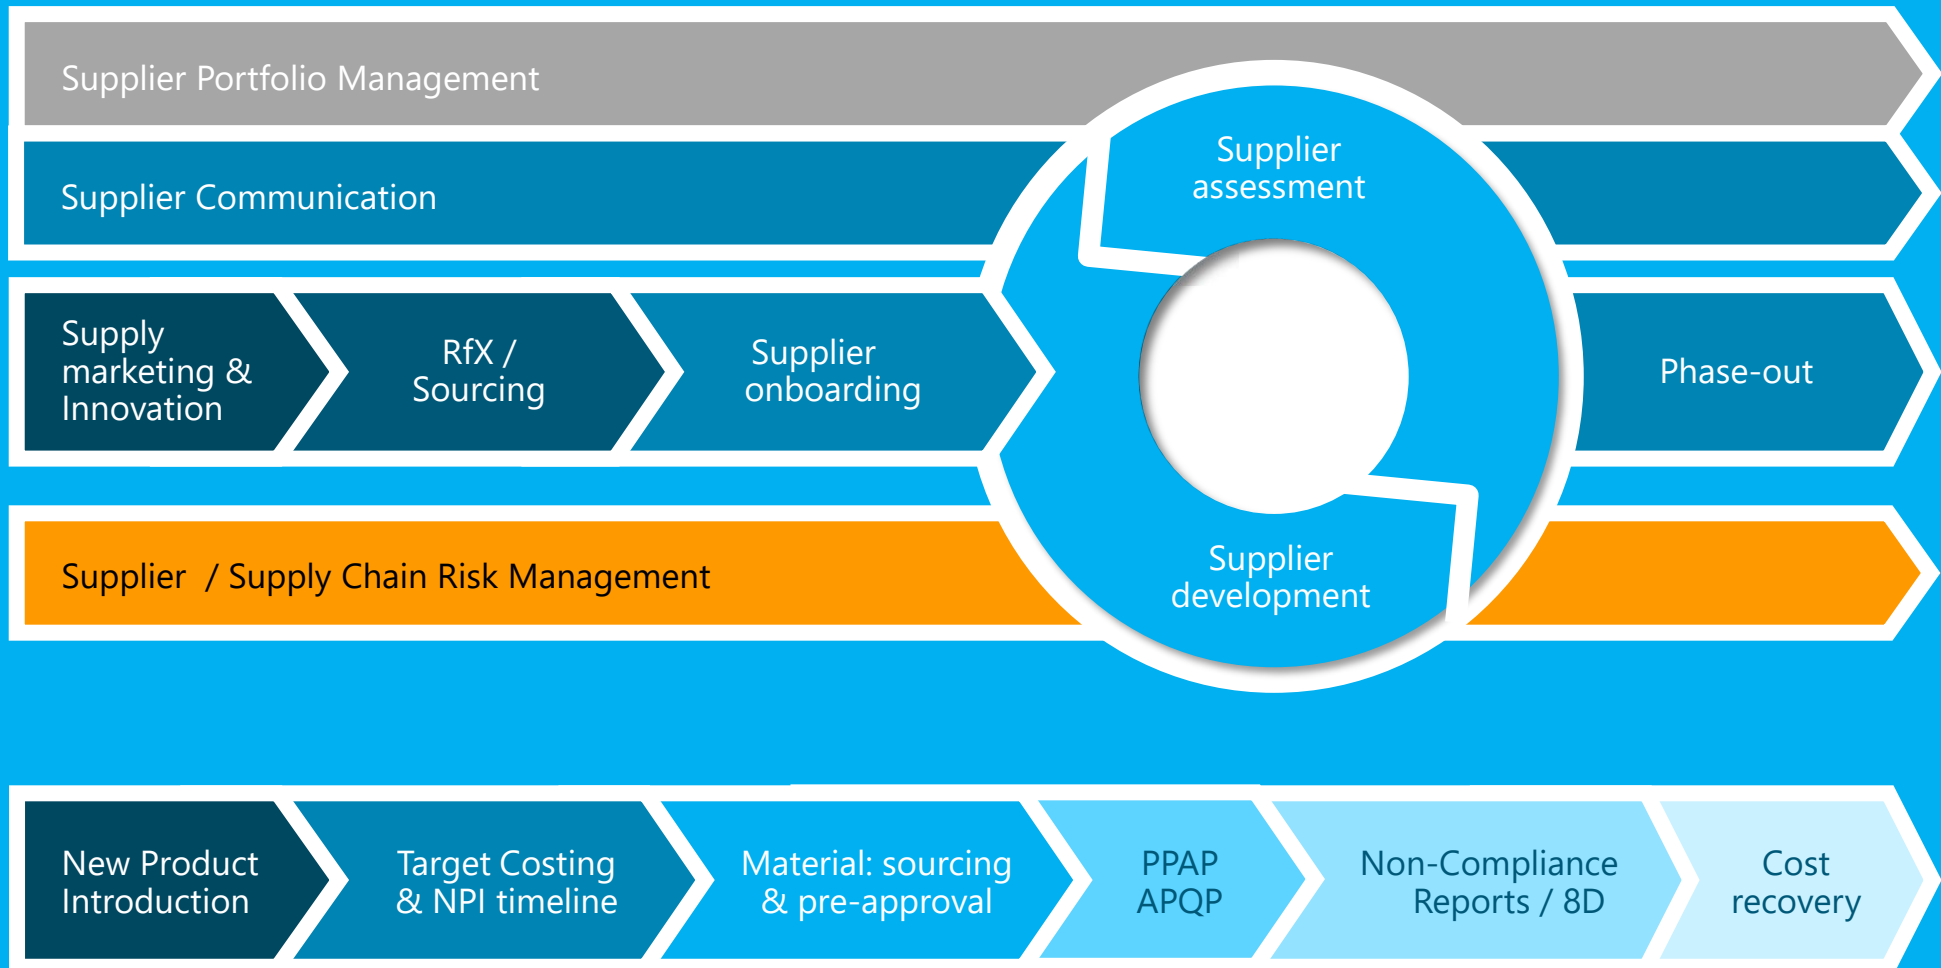 Supplier Portfolio Management
Supplier Communication
Supplier
assessment
Supply
marketing &
Innovation
RfX /
Sourcing
Supplier
onboarding
Phase-out
Supplier / Supply Chain Risk Management
Supplier
development
New Product
Introduction
Target Costing
& NPI timeline
Material: sourcing
& pre-approval
PPAP
APQP
Non-Compliance
Reports / 8D
Cost
recovery